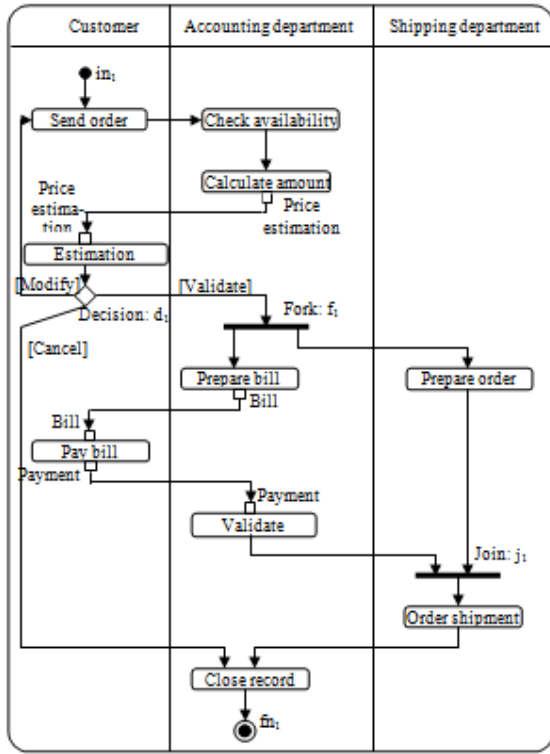 Customer
Accounting department
Shipping department
in₁
Send order
Check availability
Calculate amount
Price
estima-
tion
Price
estimation
Estimation
[Modify]
[Validate]
Decision: d₁
Fork: f₁
[Cancel]
Prepare bill
Prepare order
Bill
Bill
Pay bill
Payment
Payment
Validate
Join: j₁
Order shipment
Close record
fn₁